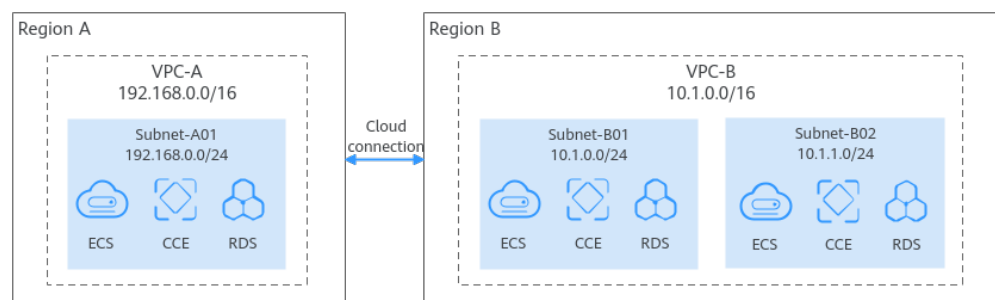 Region A
VPC-A
192.168.0.0/16
Subnet-A01
192.168.0.0/24
ECS
CCE
RDS
Cloud
connection
Region B
VPC-B
10.1.0.0/16
Subnet-B01
10.1.0.0/24
ECS
CCE
RDS
Subnet-B02
10.1.1.0/24
ECS
CCE
RDS